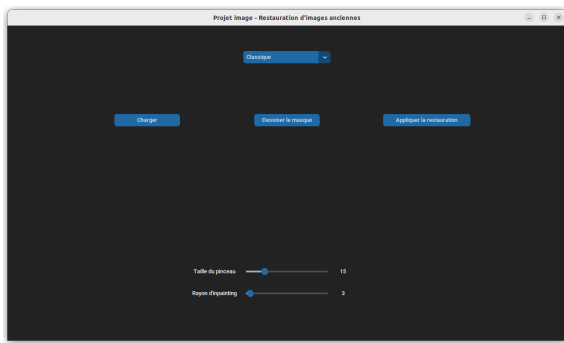 Projet image - Restauration d'images anciennes
Classique
Charger
Dessiner le masque
Appliquer la restauration
Taille du pinceau 15
Rayon d'inpainting 3